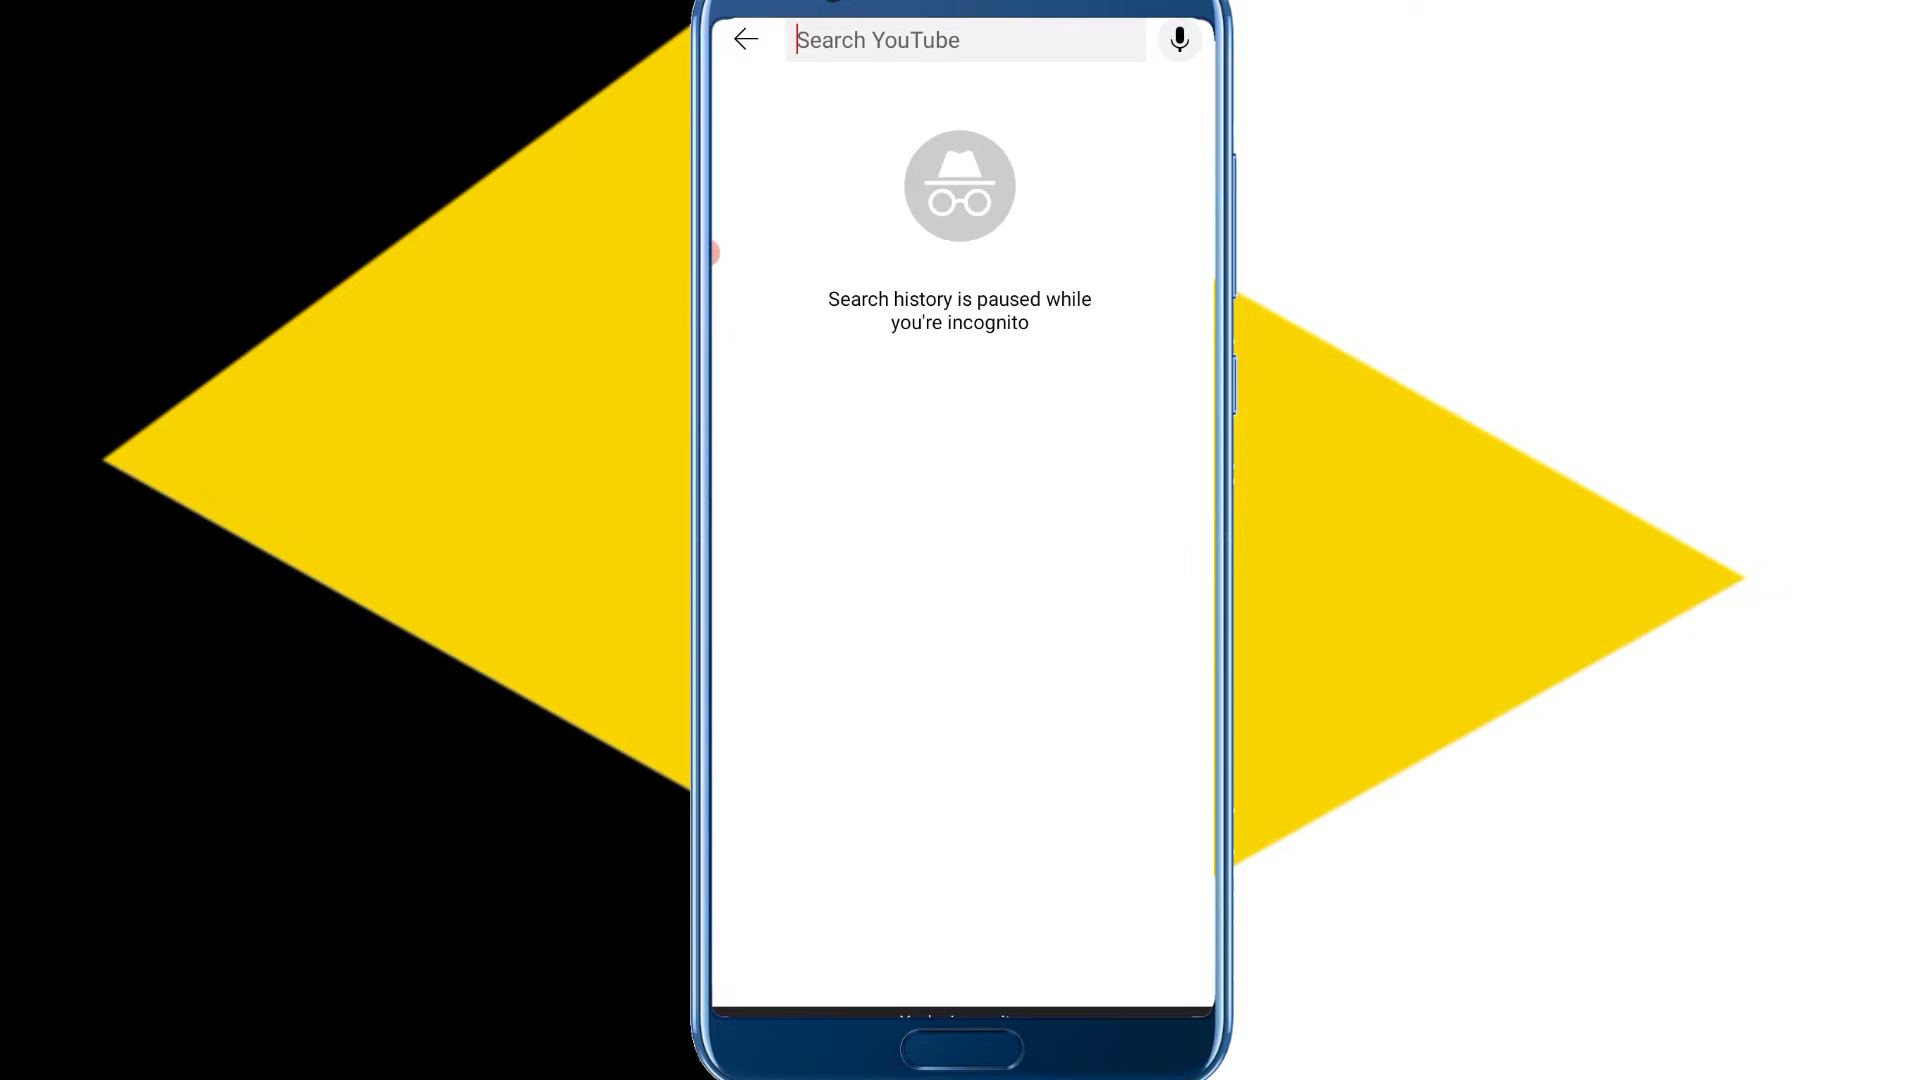 Search YouTube
Search history is paused while
you're incognito